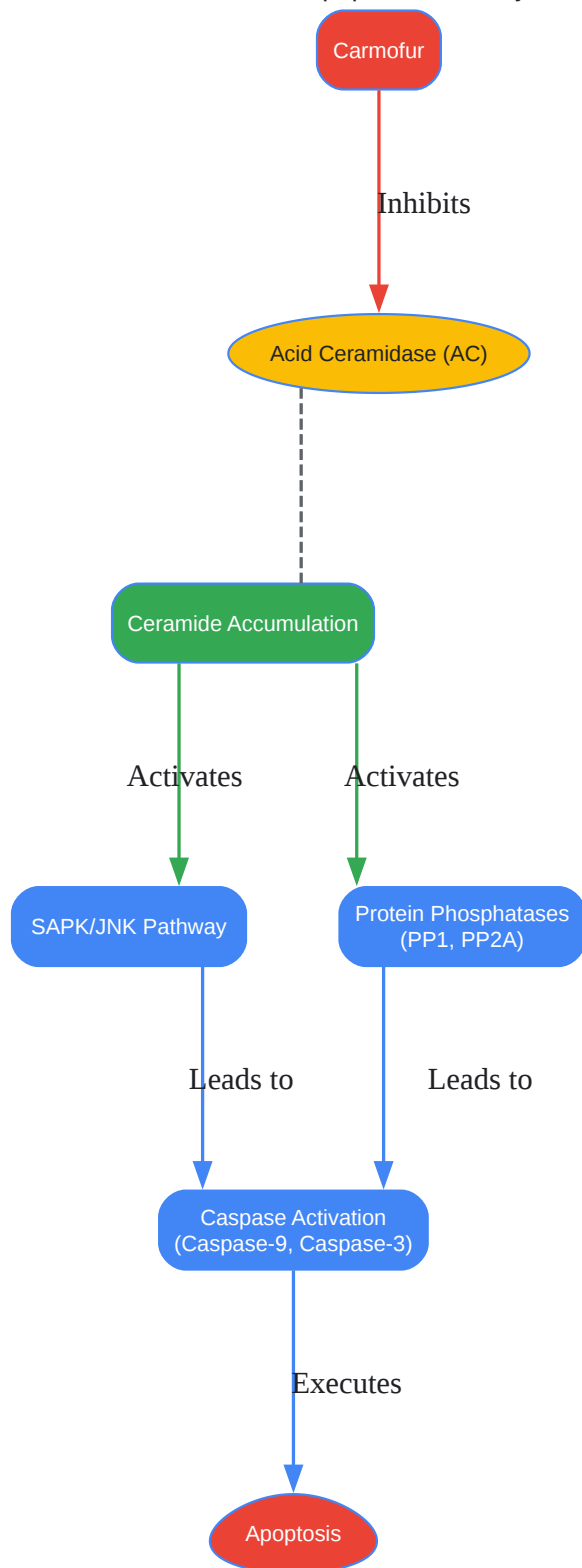 Carmofur
Inhibits
Acid Ceramidase (AC)
Ceramide Accumulation
Activates
Activates
SAPK/JNK Pathway
Protein Phosphatases
(PP1, PP2A)
Leads to
Leads to
Caspase Activation
(Caspase-9, Caspase-3)
Executes
Apoptosis